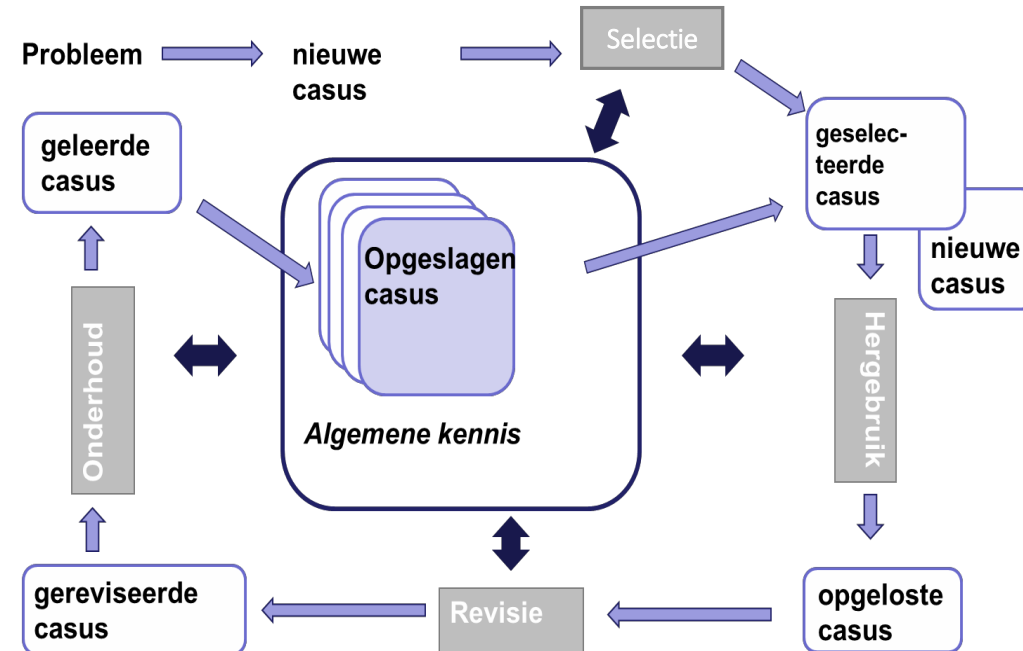 Probleem
nieuwe
casus
Selectie
geleerde
casus
geselec-
teerde
casus
nieuwe
casus
Opgeslagen
casus
Algemene kennis
Onderhoud
Hergebruik
gereviseerde
casus
Revisie
opgeloste
casus